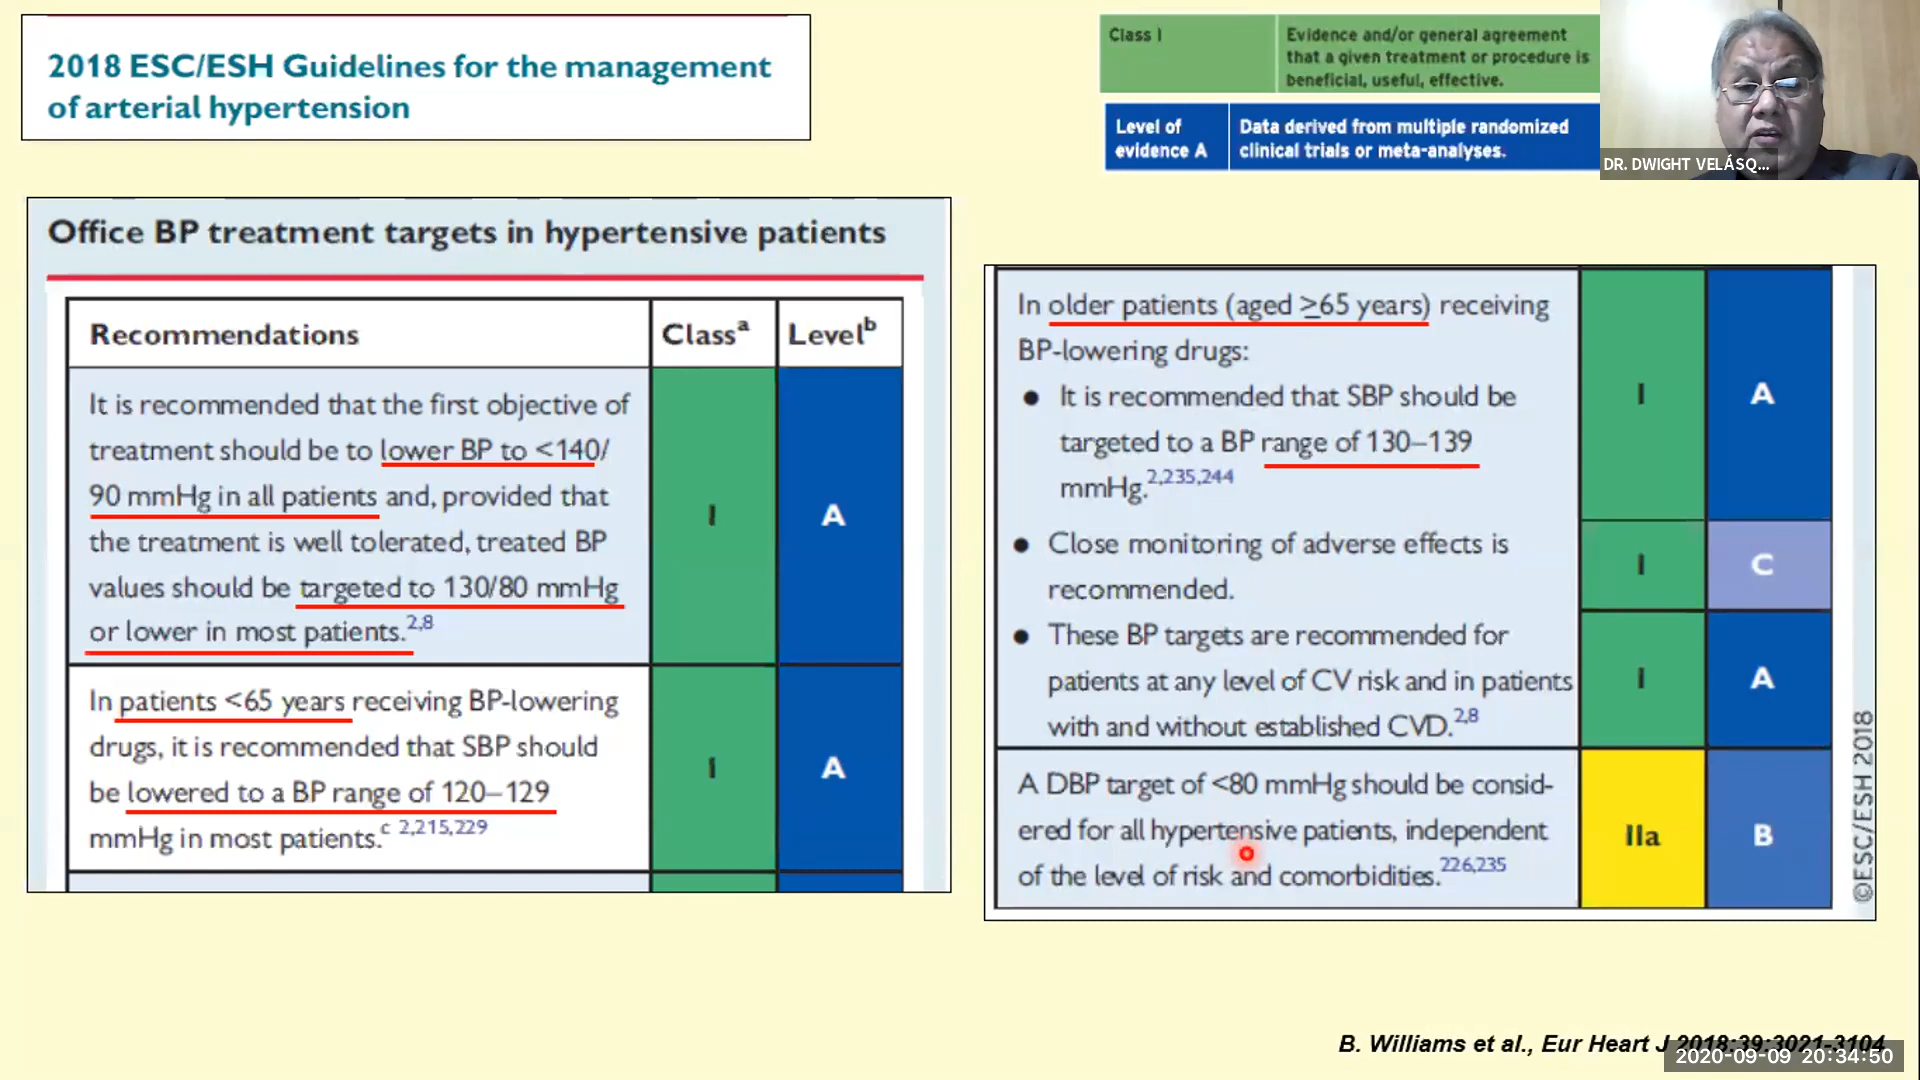 2018 ESC/ESH Guidelines for the management
of arterial hypertension
Class I
Evidence and/or general agreement
that a given treatment or procedure is
beneficial, useful, effective.
Level of
evidence A
Data derived from multiple randomized
clinical trials or meta-analyses.
DR. DWIGHT VELÁSQ...
Office BP treatment targets in hypertensive patients
Recommendations Classa Levelb
It is recommended that the first objective of
treatment should be to lower BP to <140/
90 mmHg in all patients and, provided that
the treatment is well tolerated, treated BP
values should be targeted to 130/80 mmHg
or lower in most patients.2,8
I A
In patients <65 years receiving BP-lowering
drugs, it is recommended that SBP should
be lowered to a BP range of 120–129
mmHg in most patients.c 2,215,229
I A
In older patients (aged ≥65 years) receiving
BP-lowering drugs:
● It is recommended that SBP should be
targeted to a BP range of 130–139
mmHg.2,235,244
I A
● Close monitoring of adverse effects is
recommended.
I C
● These BP targets are recommended for
patients at any level of CV risk and in patients
with and without established CVD.2,8
I A
A DBP target of <80 mmHg should be consid-
ered for all hypertensive patients, independent
of the level of risk and comorbidities.226,235
IIa B
©ESC/ESH 2018
B. Williams et al., Eur Heart J 2018;39:3021-3104
2020-09-09 20:34:50